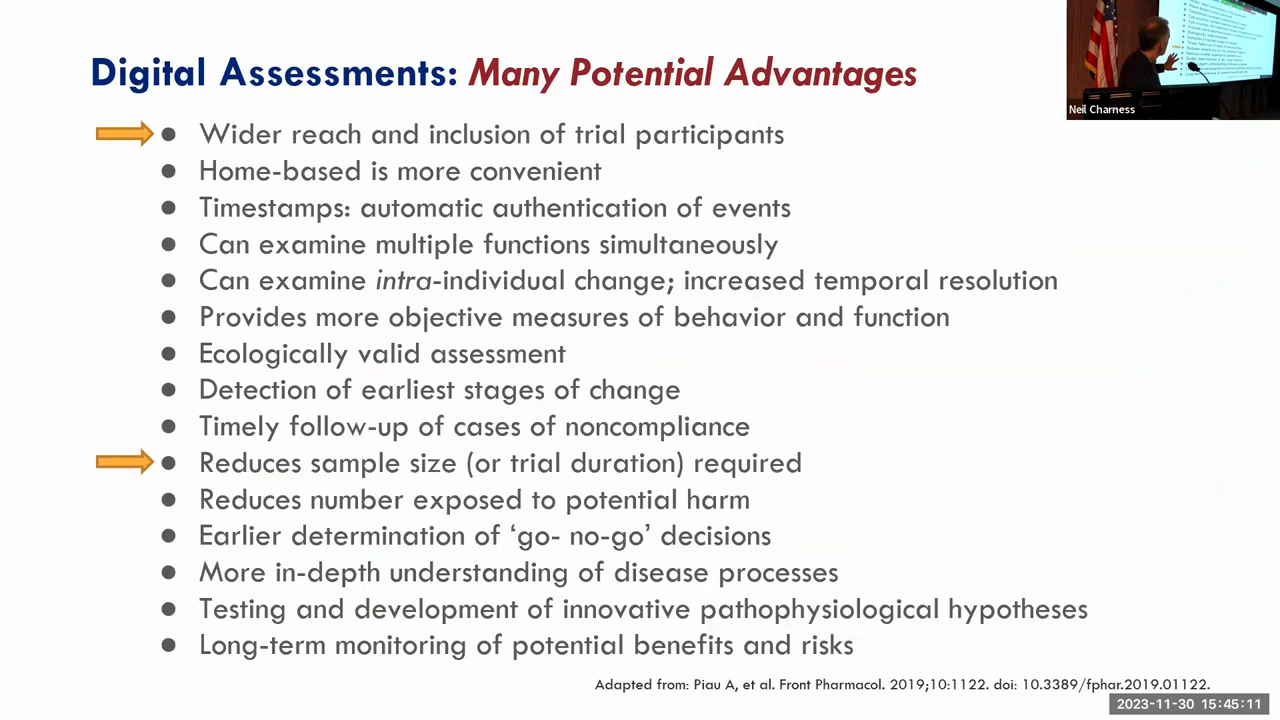 Digital Assessments: Many Potential Advantages
Neil Charness
● Wider reach and inclusion of trial participants
● Home-based is more convenient
● Timestamps: automatic authentication of events
● Can examine multiple functions simultaneously
● Can examine intra-individual change; increased temporal resolution
● Provides more objective measures of behavior and function
● Ecologically valid assessment
● Detection of earliest stages of change
● Timely follow-up of cases of noncompliance
● Reduces sample size (or trial duration) required
● Reduces number exposed to potential harm
● Earlier determination of ‘go- no-go’ decisions
● More in-depth understanding of disease processes
● Testing and development of innovative pathophysiological hypotheses
● Long-term monitoring of potential benefits and risks
Adapted from: Piau A, et al. Front Pharmacol. 2019;10:1122. doi: 10.3389/fphar.2019.01122.
2023-11-30 15:45:11